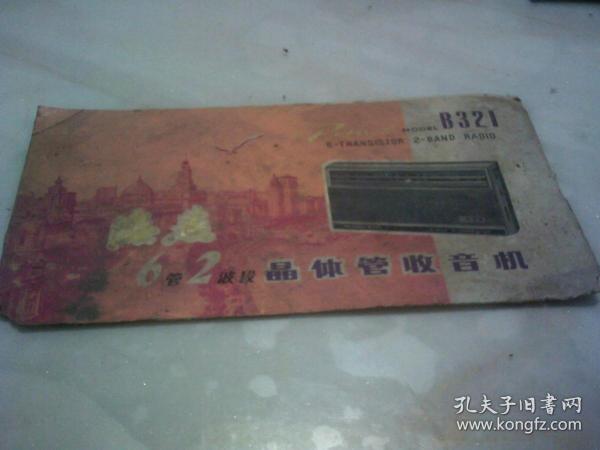 MODEL B321
6-TRANSISTOR 2-BAND RADIO
6管2波段 晶体管收音机
孔夫子旧书网
www.kongfz.com